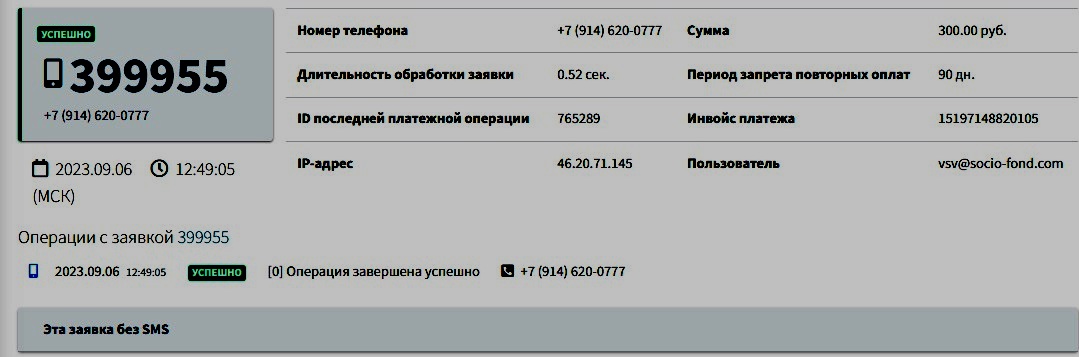 УСПЕШНО
399955
+7 (914) 620-0777
2023.09.06 12:49:05
(МСК)
Номер телефона +7 (914) 620-0777 Сумма 300.00 руб.
Длительность обработки заявки 0.52 сек. Период запрета повторных оплат 90 дн.
ID последней платежной операции 765289 Инвойс платежа 15197148820105
IP-адрес 46.20.71.145 Пользователь vsv@socio-fond.com
Операции с заявкой 399955
2023.09.06 12:49:05 УСПЕШНО [0] Операция завершена успешно +7 (914) 620-0777
Эта заявка без SMS